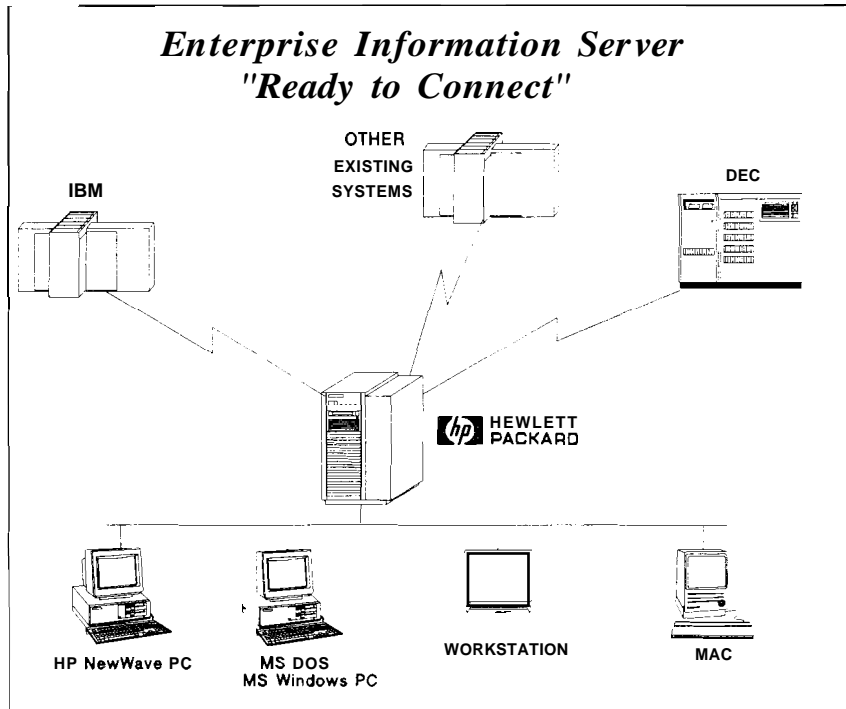 Enterprise Information Server
"Ready to Connect"
OTHER
EXISTING
SYSTEMS
IBM
DEC
hp HEWLETT
PACKARD
HP NewWave PC
MS DOS
MS Windows PC
WORKSTATION
MAC